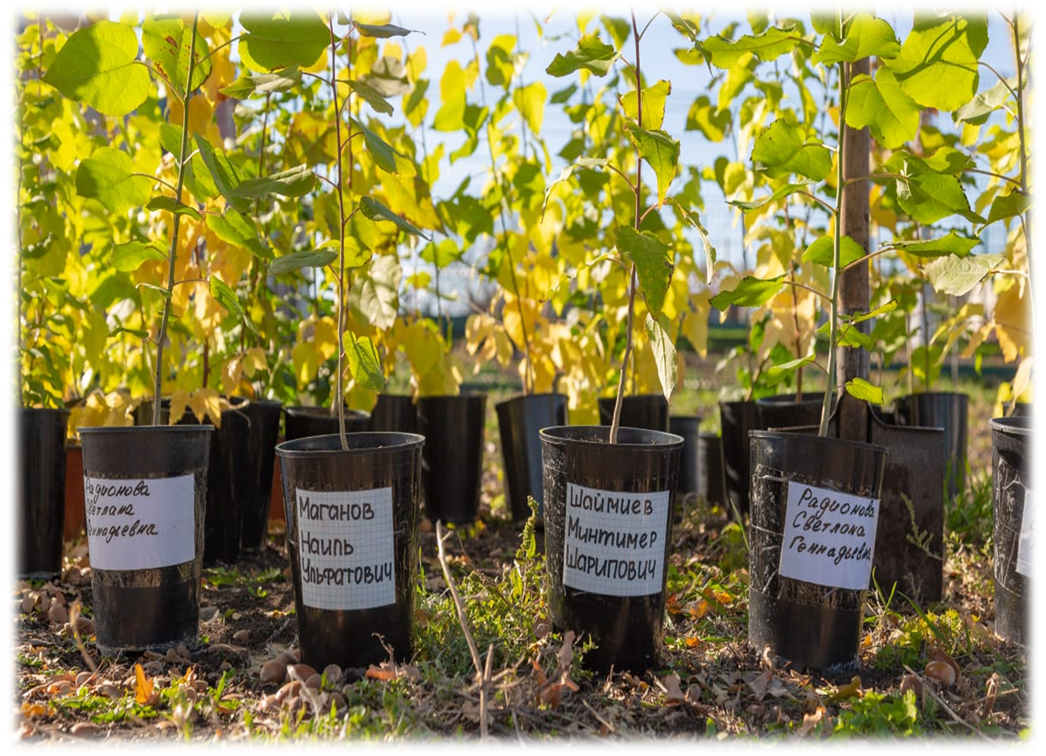 Радионова
Светлана
Геннадьевна
Маганов
Наиль
Ульфатович
Шаймиев
Минтимер
Шарипович
Радионова
Светлана
Геннадьевна